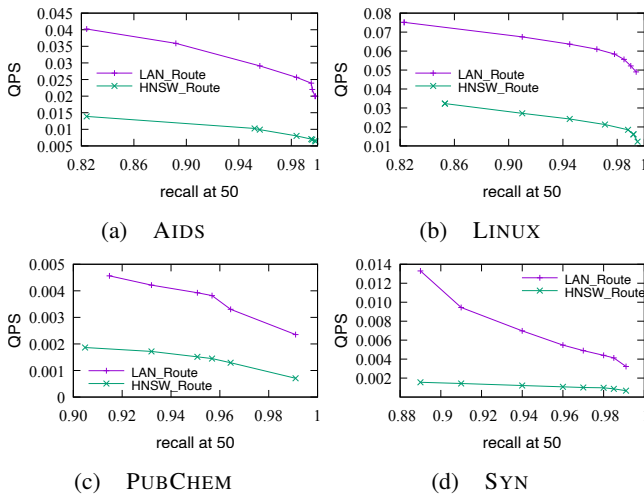 0.045
0.04
0.035
0.03
0.025
0.02
0.015
0.01
0.005
QPS
LAN_Route
HNSW_Route
0.82 0.86 0.9 0.94 0.98 1
recall at 50
(a) AIDS
0.08
0.07
0.06
0.05
0.04
0.03
0.02
0.01
QPS
LAN_Route
HNSW_Route
0.82 0.86 0.9 0.94 0.98 1
recall at 50
(b) LINUX
0.005
0.004
0.003
0.002
0.001
0
QPS
LAN_Route
HNSW_Route
0.90 0.92 0.94 0.96 0.98 1
recall at 50
(c) PUBCHEM
0.014
0.012
0.010
0.008
0.006
0.004
0.002
QPS
LAN_Route
HNSW_Route
0.88 0.9 0.92 0.94 0.96 0.98 1
recall at 50
(d) SYN